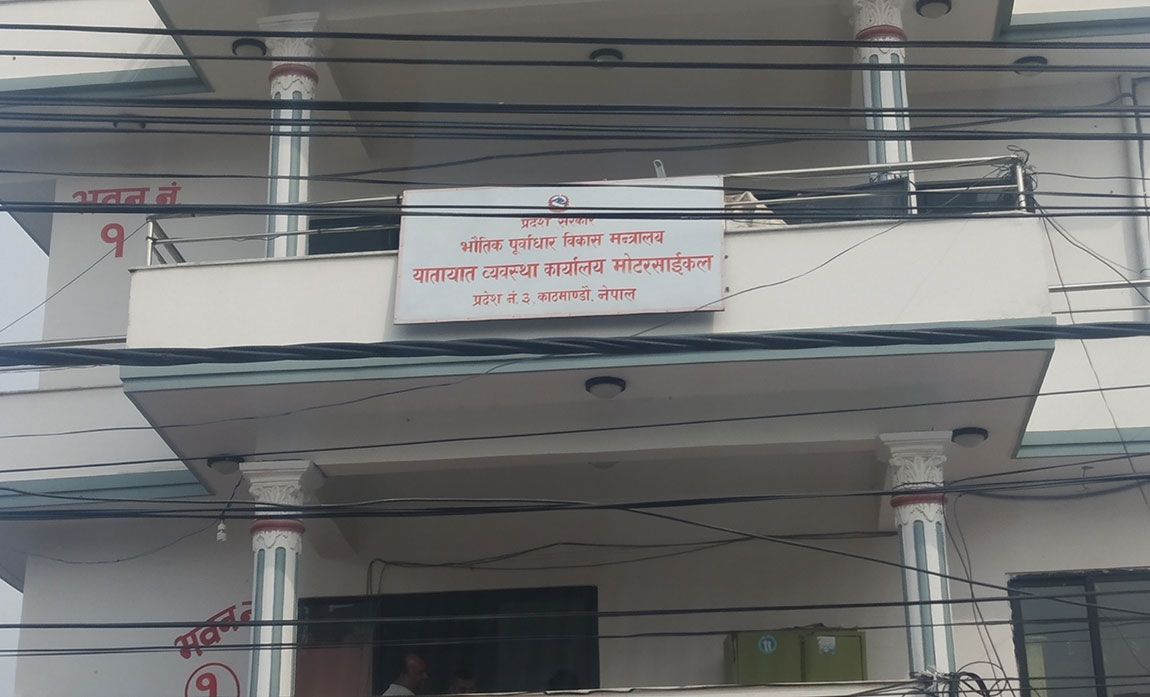 भवन नं
१
प्रदेश सरकार
भौतिक पूर्वाधार विकास मन्त्रालय
यातायात व्यवस्था कार्यालय मोटरसाईकल
प्रदेश नं. ३, काठमाण्डौ, नेपाल
भवन नं
१